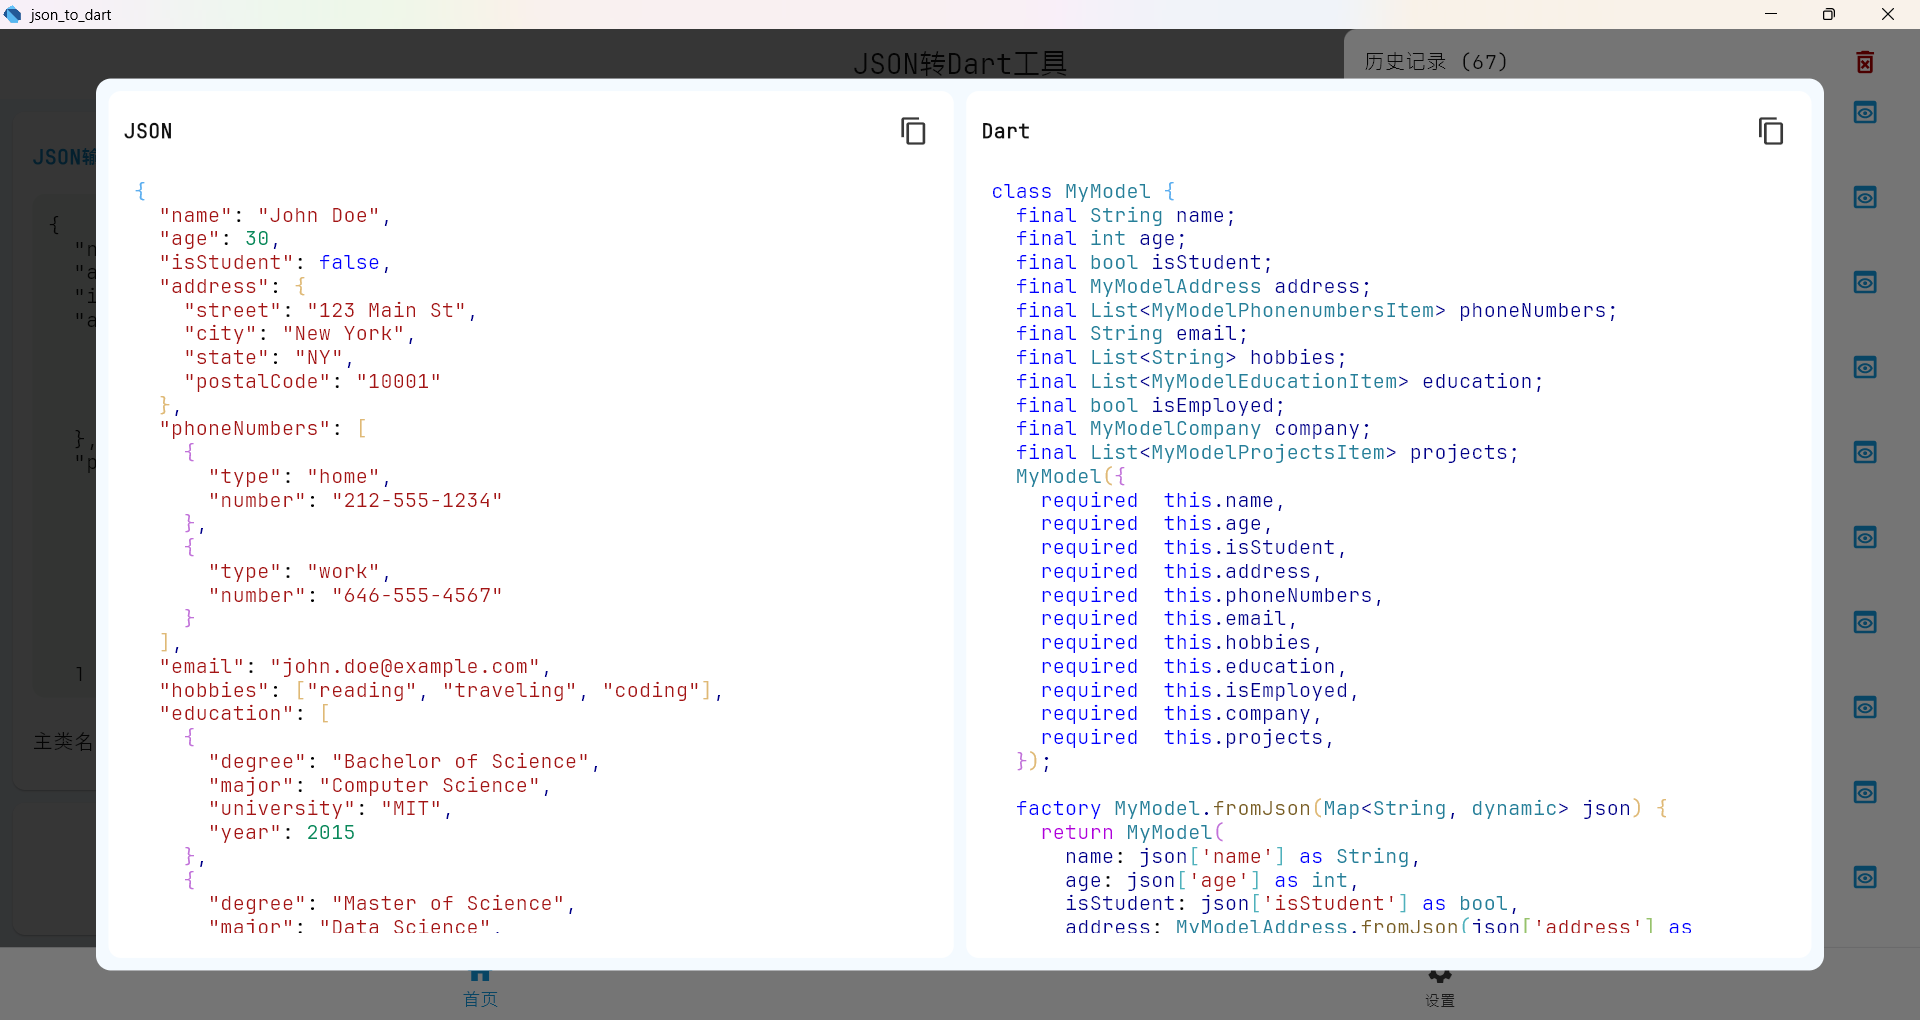 json_to_dart
JSON转Dart工具
历史记录 (67)
JSON输
{
"n
"a
"i
"a
},
"p
]
主类名
JSON
{
"name": "John Doe",
"age": 30,
"isStudent": false,
"address": {
"street": "123 Main St",
"city": "New York",
"state": "NY",
"postalCode": "10001"
},
"phoneNumbers": [
{
"type": "home",
"number": "212-555-1234"
},
{
"type": "work",
"number": "646-555-4567"
}
],
"email": "john.doe@example.com",
"hobbies": ["reading", "traveling", "coding"],
"education": [
{
"degree": "Bachelor of Science",
"major": "Computer Science",
"university": "MIT",
"year": 2015
},
{
"degree": "Master of Science",
"major": "Data Science",
Dart
class MyModel {
final String name;
final int age;
final bool isStudent;
final MyModelAddress address;
final List<MyModelPhonenumbersItem> phoneNumbers;
final String email;
final List<String> hobbies;
final List<MyModelEducationItem> education;
final bool isEmployed;
final MyModelCompany company;
final List<MyModelProjectsItem> projects;
MyModel({
required  this.name,
required  this.age,
required  this.isStudent,
required  this.address,
required  this.phoneNumbers,
required  this.email,
required  this.hobbies,
required  this.education,
required  this.isEmployed,
required  this.company,
required  this.projects,
});
factory MyModel.fromJson(Map<String, dynamic> json) {
return MyModel(
name: json['name'] as String,
age: json['age'] as int,
isStudent: json['isStudent'] as bool,
address: MyModelAddress.fromJson(json['address'] as
首页
设置